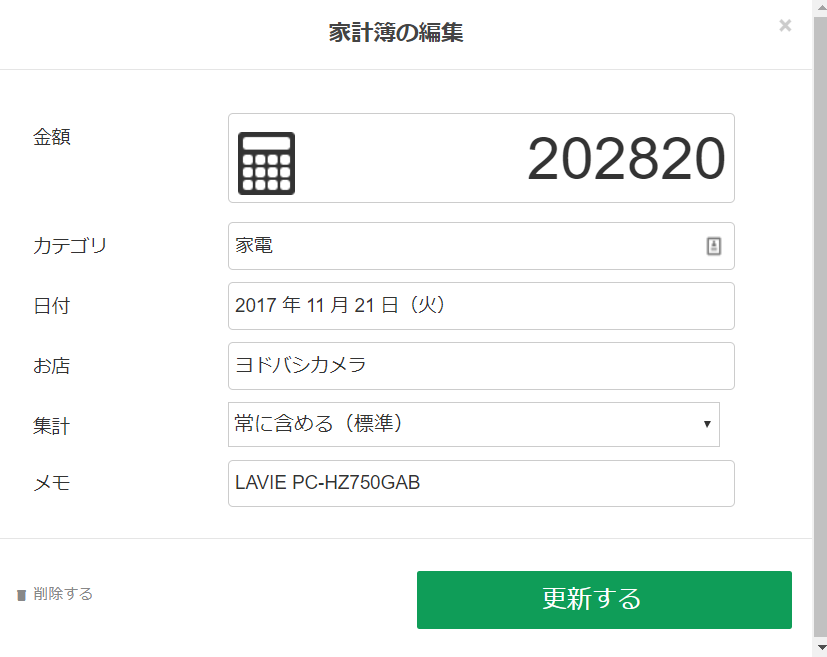 家計簿の編集
×
金額 202820
カテゴリ 家電
日付 2017 年 11 月 21 日（火）
お店 ヨドバシカメラ
集計 常に含める（標準）
メモ LAVIE PC-HZ750GAB
削除する 更新する